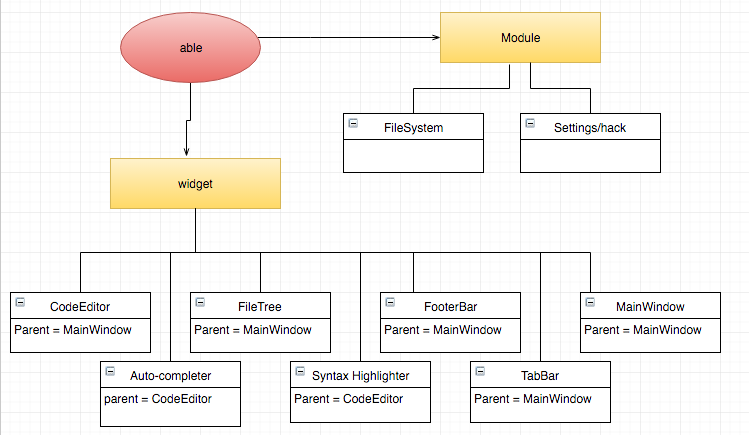 able
Module
FileSystem
Settings/hack
widget
CodeEditor
Parent = MainWindow
FileTree
Parent = MainWindow
FooterBar
Parent = MainWindow
MainWindow
Parent = MainWindow
Auto-completer
parent = CodeEditor
Syntax Highlighter
Parent = CodeEditor
TabBar
Parent = MainWindow